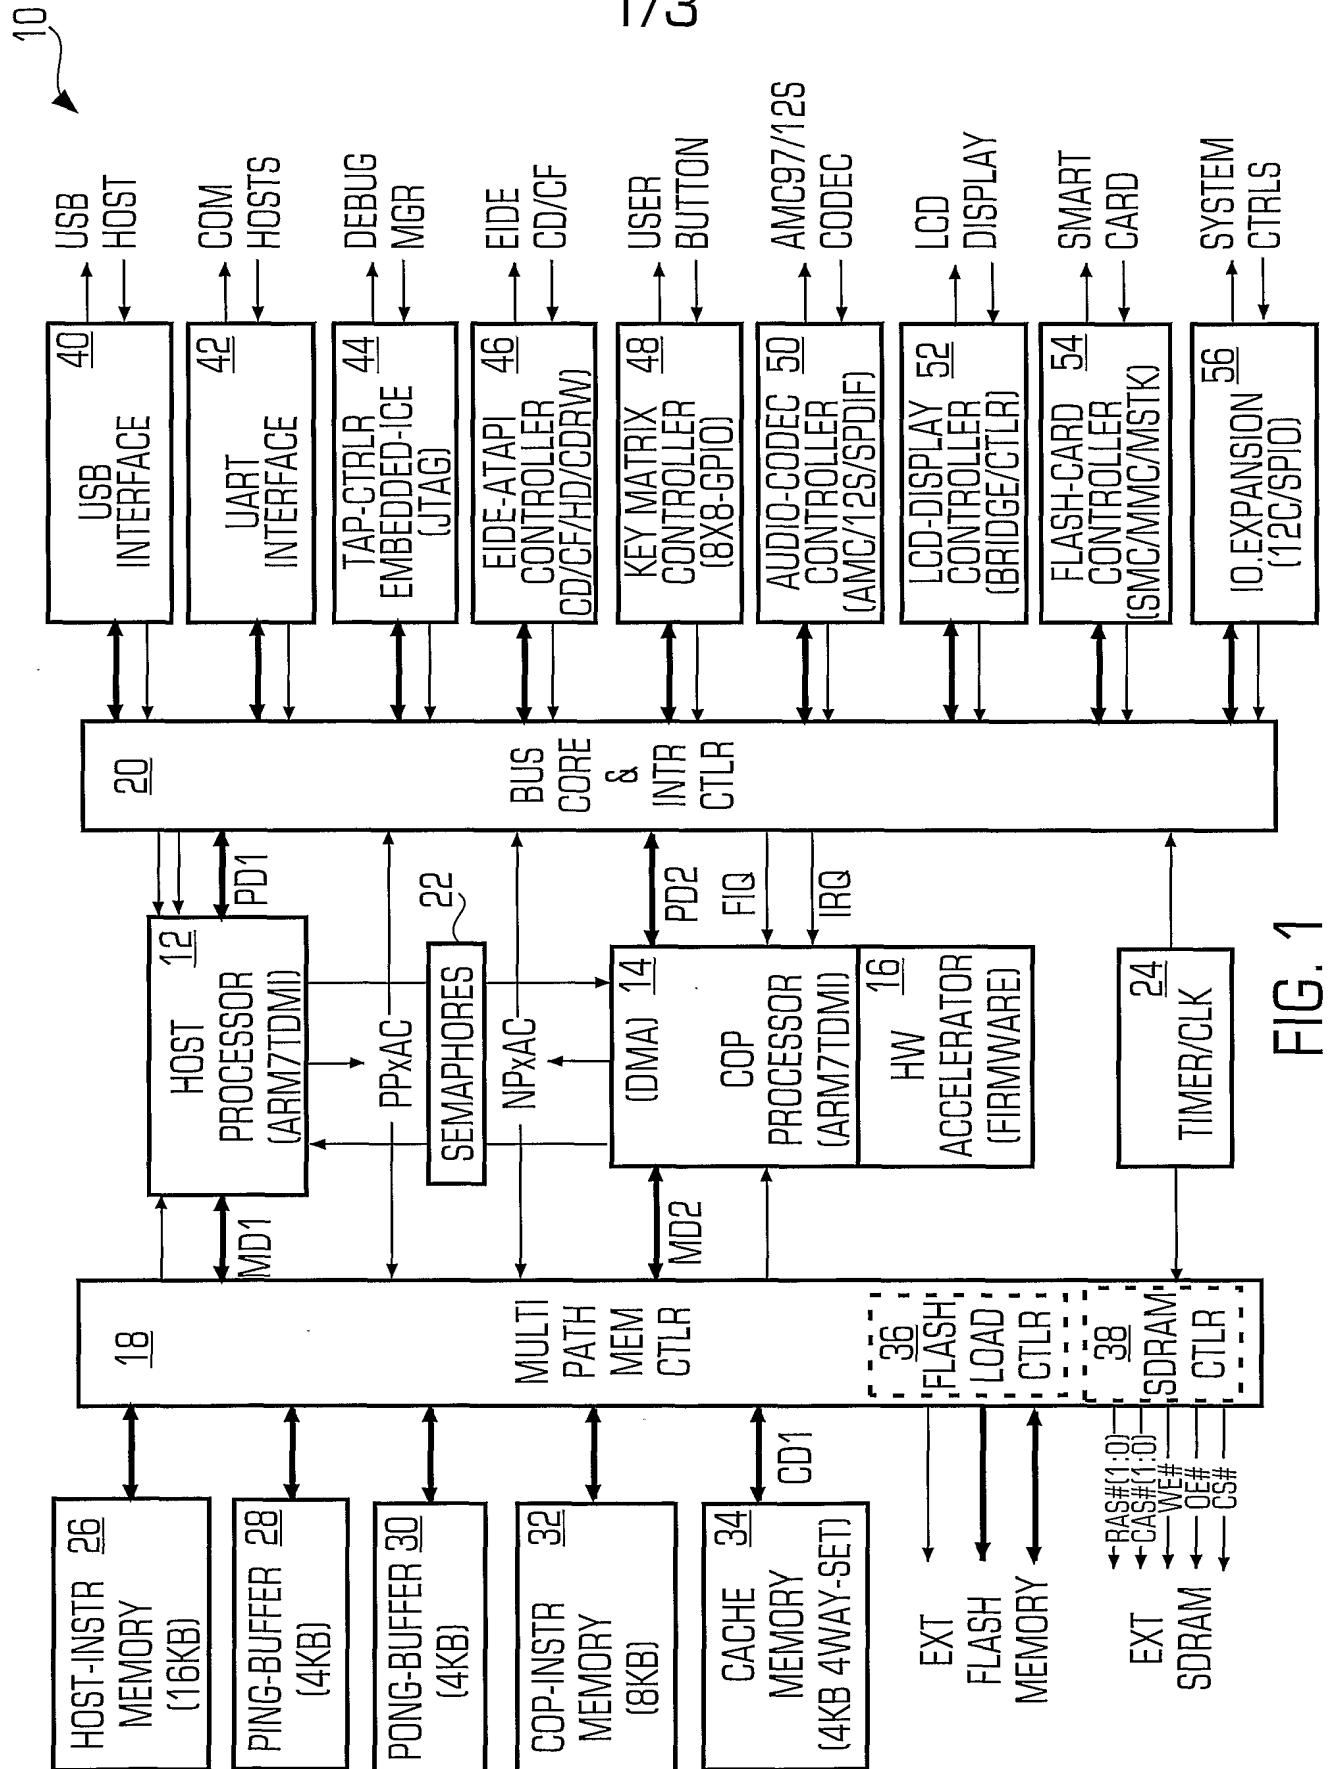 1/3
10
HOST-INSTR 26
MEMORY
(16KB)
PING-BUFFER 28
(4KB)
PONG-BUFFER 30
(4KB)
COP-INSTR 32
MEMORY
(8KB)
CACHE 34
MEMORY
(4KB 4WAY-SET)
CD1
EXT
FLASH
MEMORY
EXT
SDRAM
RAS#(1:0)
CAS#(1:0)
WE#
OE#
CS#
18
MULTI
PATH
MEM
CTLR
36
FLASH
LOAD
CTLR
38
SDRAM
CTLR
MD1
MD2
HOST 12
PROCESSOR
(ARM7TDMI)
PPxAC
SEMAPHORES
22
NPxAC
(DMA) 14
COP
PROCESSOR
(ARM7TDMI)
HW 16
ACCELERATOR
(FIRMWARE)
24
TIMER/CLK
PD1
PD2
FIQ
IRQ
20
BUS
CORE
&
INTR
CTLR
40
USB
INTERFACE
USB
HOST
42
UART
INTERFACE
COM
HOSTS
TAP-CTRLR 44
EMBEDDED-ICE
(JTAG)
DEBUG
MGR
EIDE-ATAPI 46
CONTROLLER
CD/CF/HD/CDRW)
EIDE
CD/CF
KEY MATRIX 48
CONTROLLER
(8X8-GPIO)
USER
BUTTON
AUDIO-CODEC 50
CONTROLLER
(AMC/12S/SPDIF)
AMC97/12S
CODEC
LCD-DISPLAY 52
CONTROLLER
(BRIDGE/CTLR)
LCD
DISPLAY
FLASH-CARD 54
CONTROLLER
(SMC/MMC/MSTK)
SMART
CARD
56
IO.EXPANSION
(12C/SPIO)
SYSTEM
CTRLS
FIG. 1